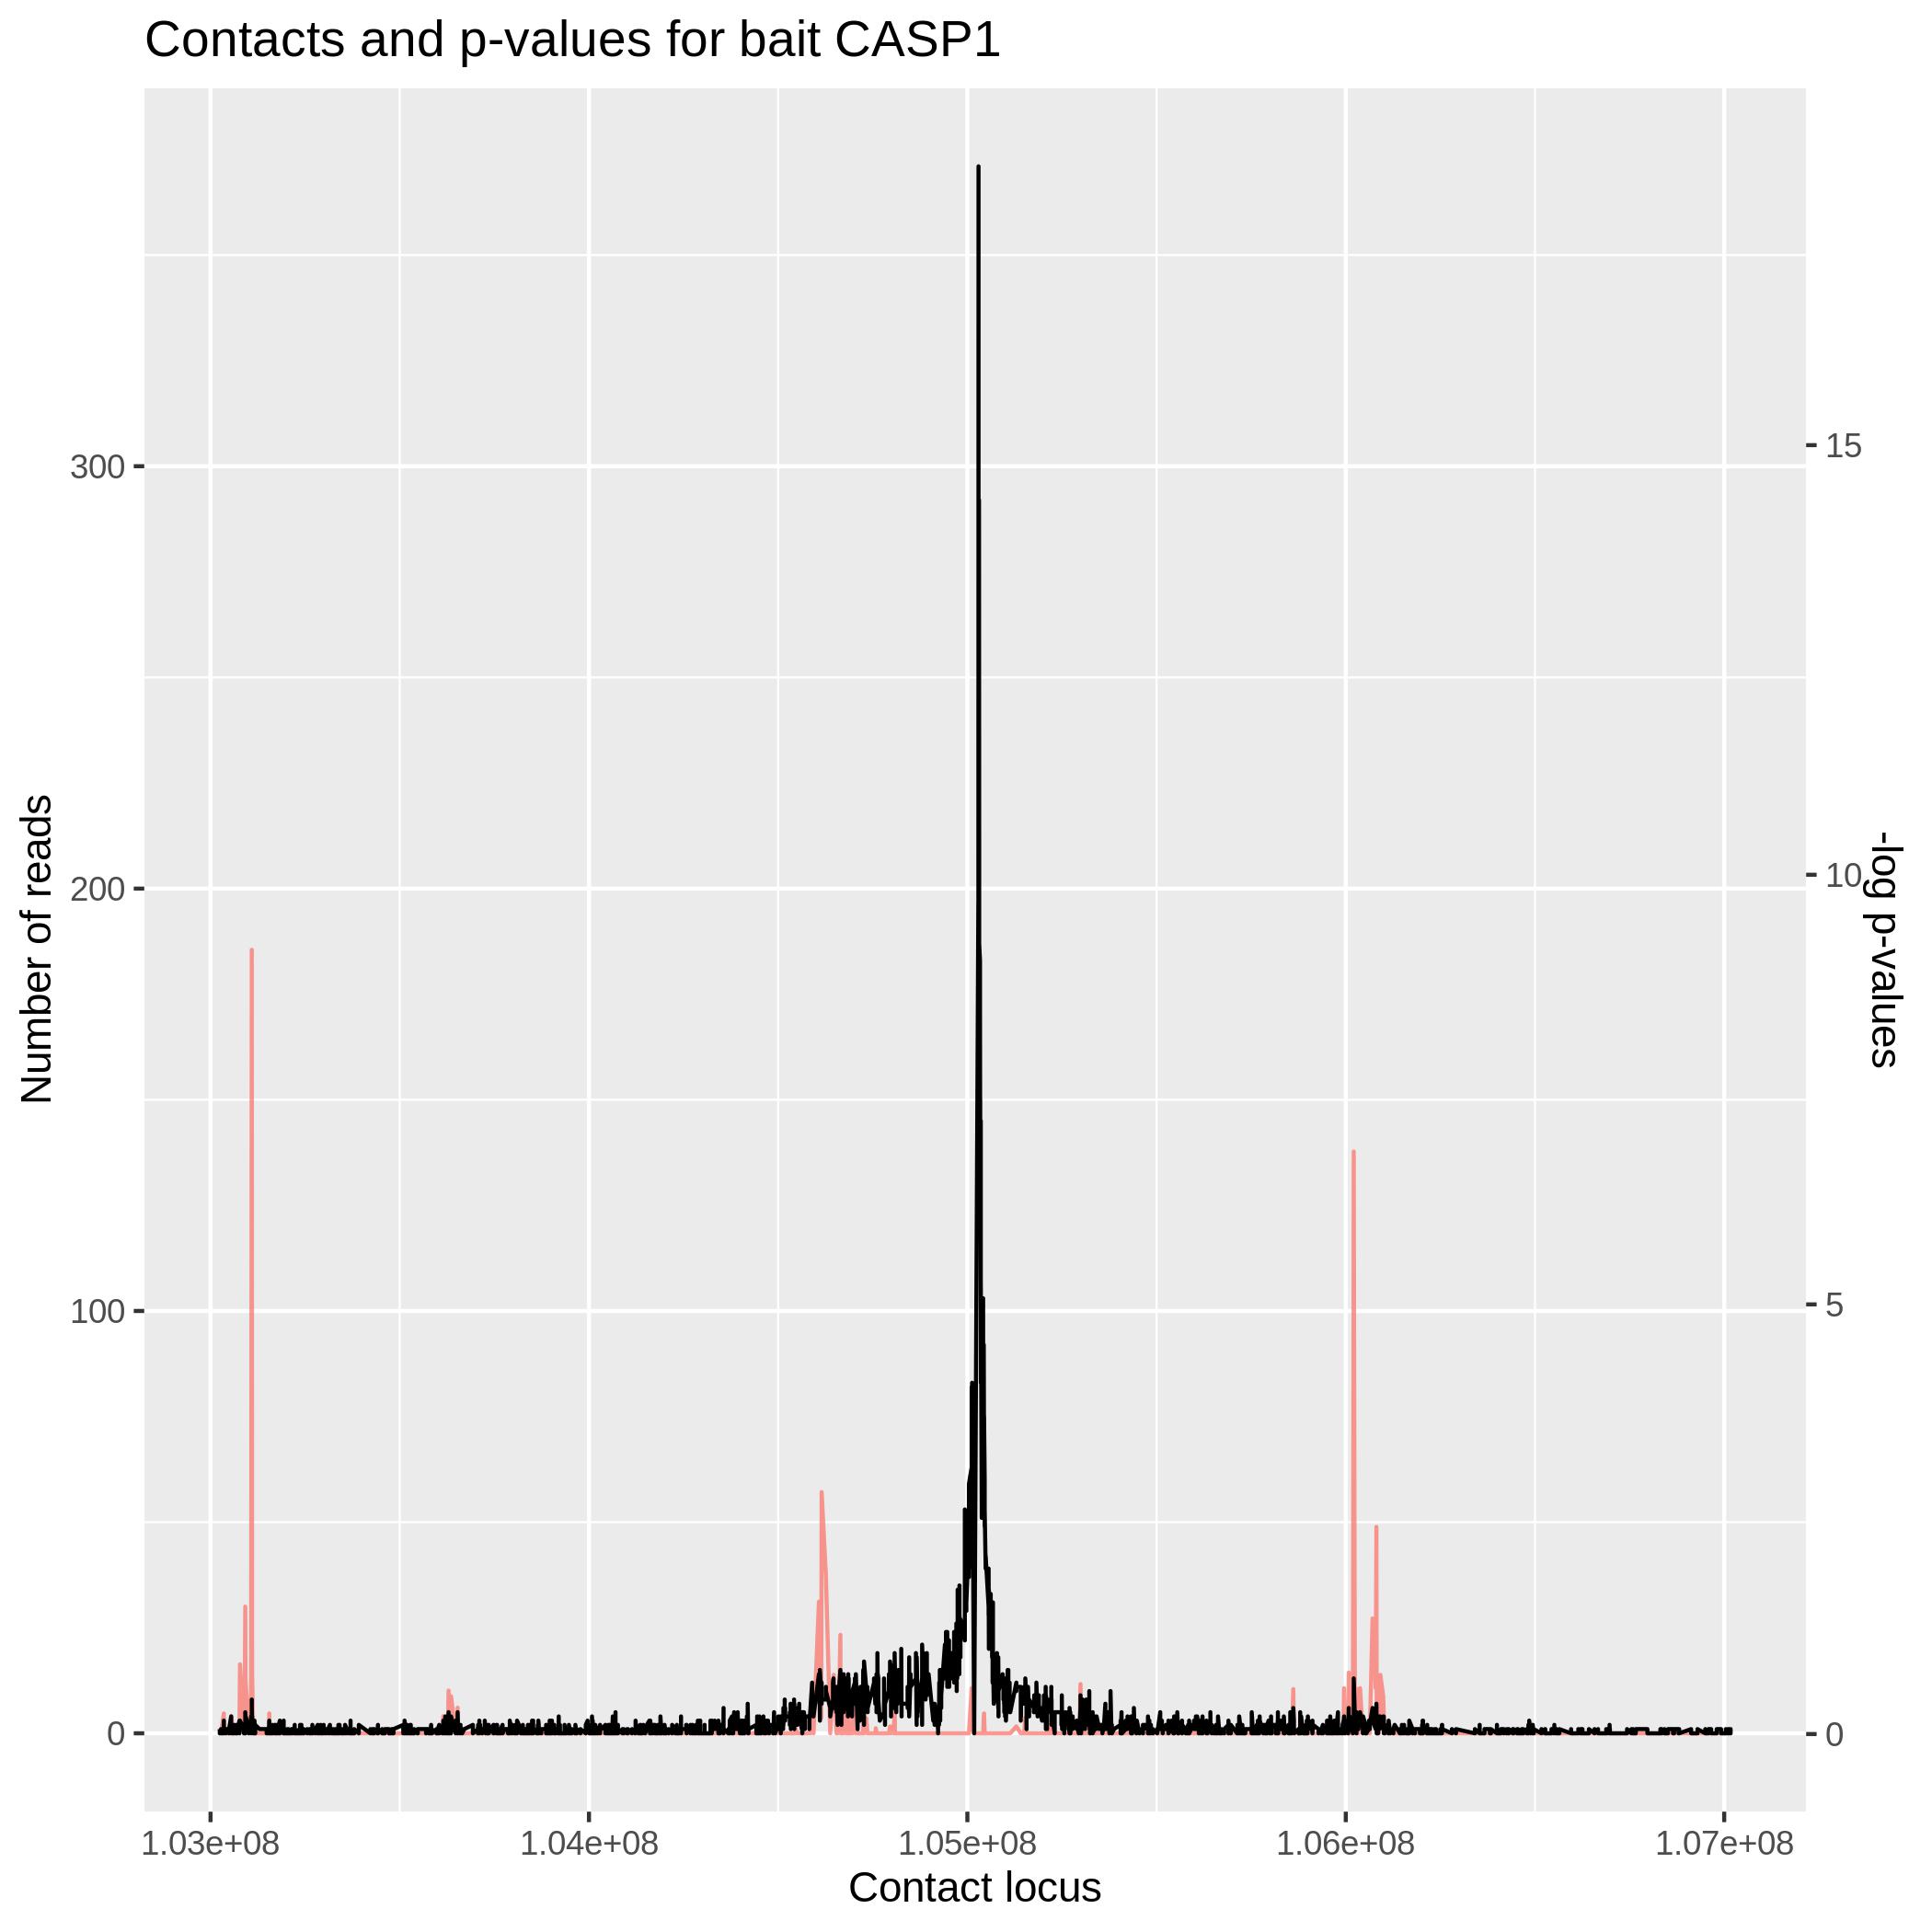 Contacts and p-values for bait CASP1
Number of reads
300
200
100
0
15
10
5
0
-log p-values
1.03e+08
1.04e+08
1.05e+08
1.06e+08
1.07e+08
Contact locus